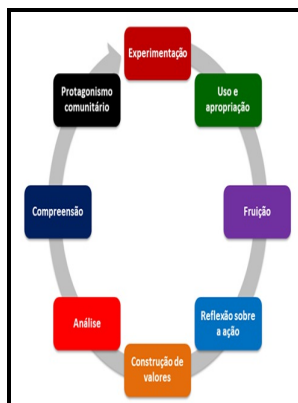 Experimentação
Uso e
apropriação
Fruição
Reflexão sobre
a ação
Construção de
valores
Análise
Compreensão
Protagonismo
comunitário